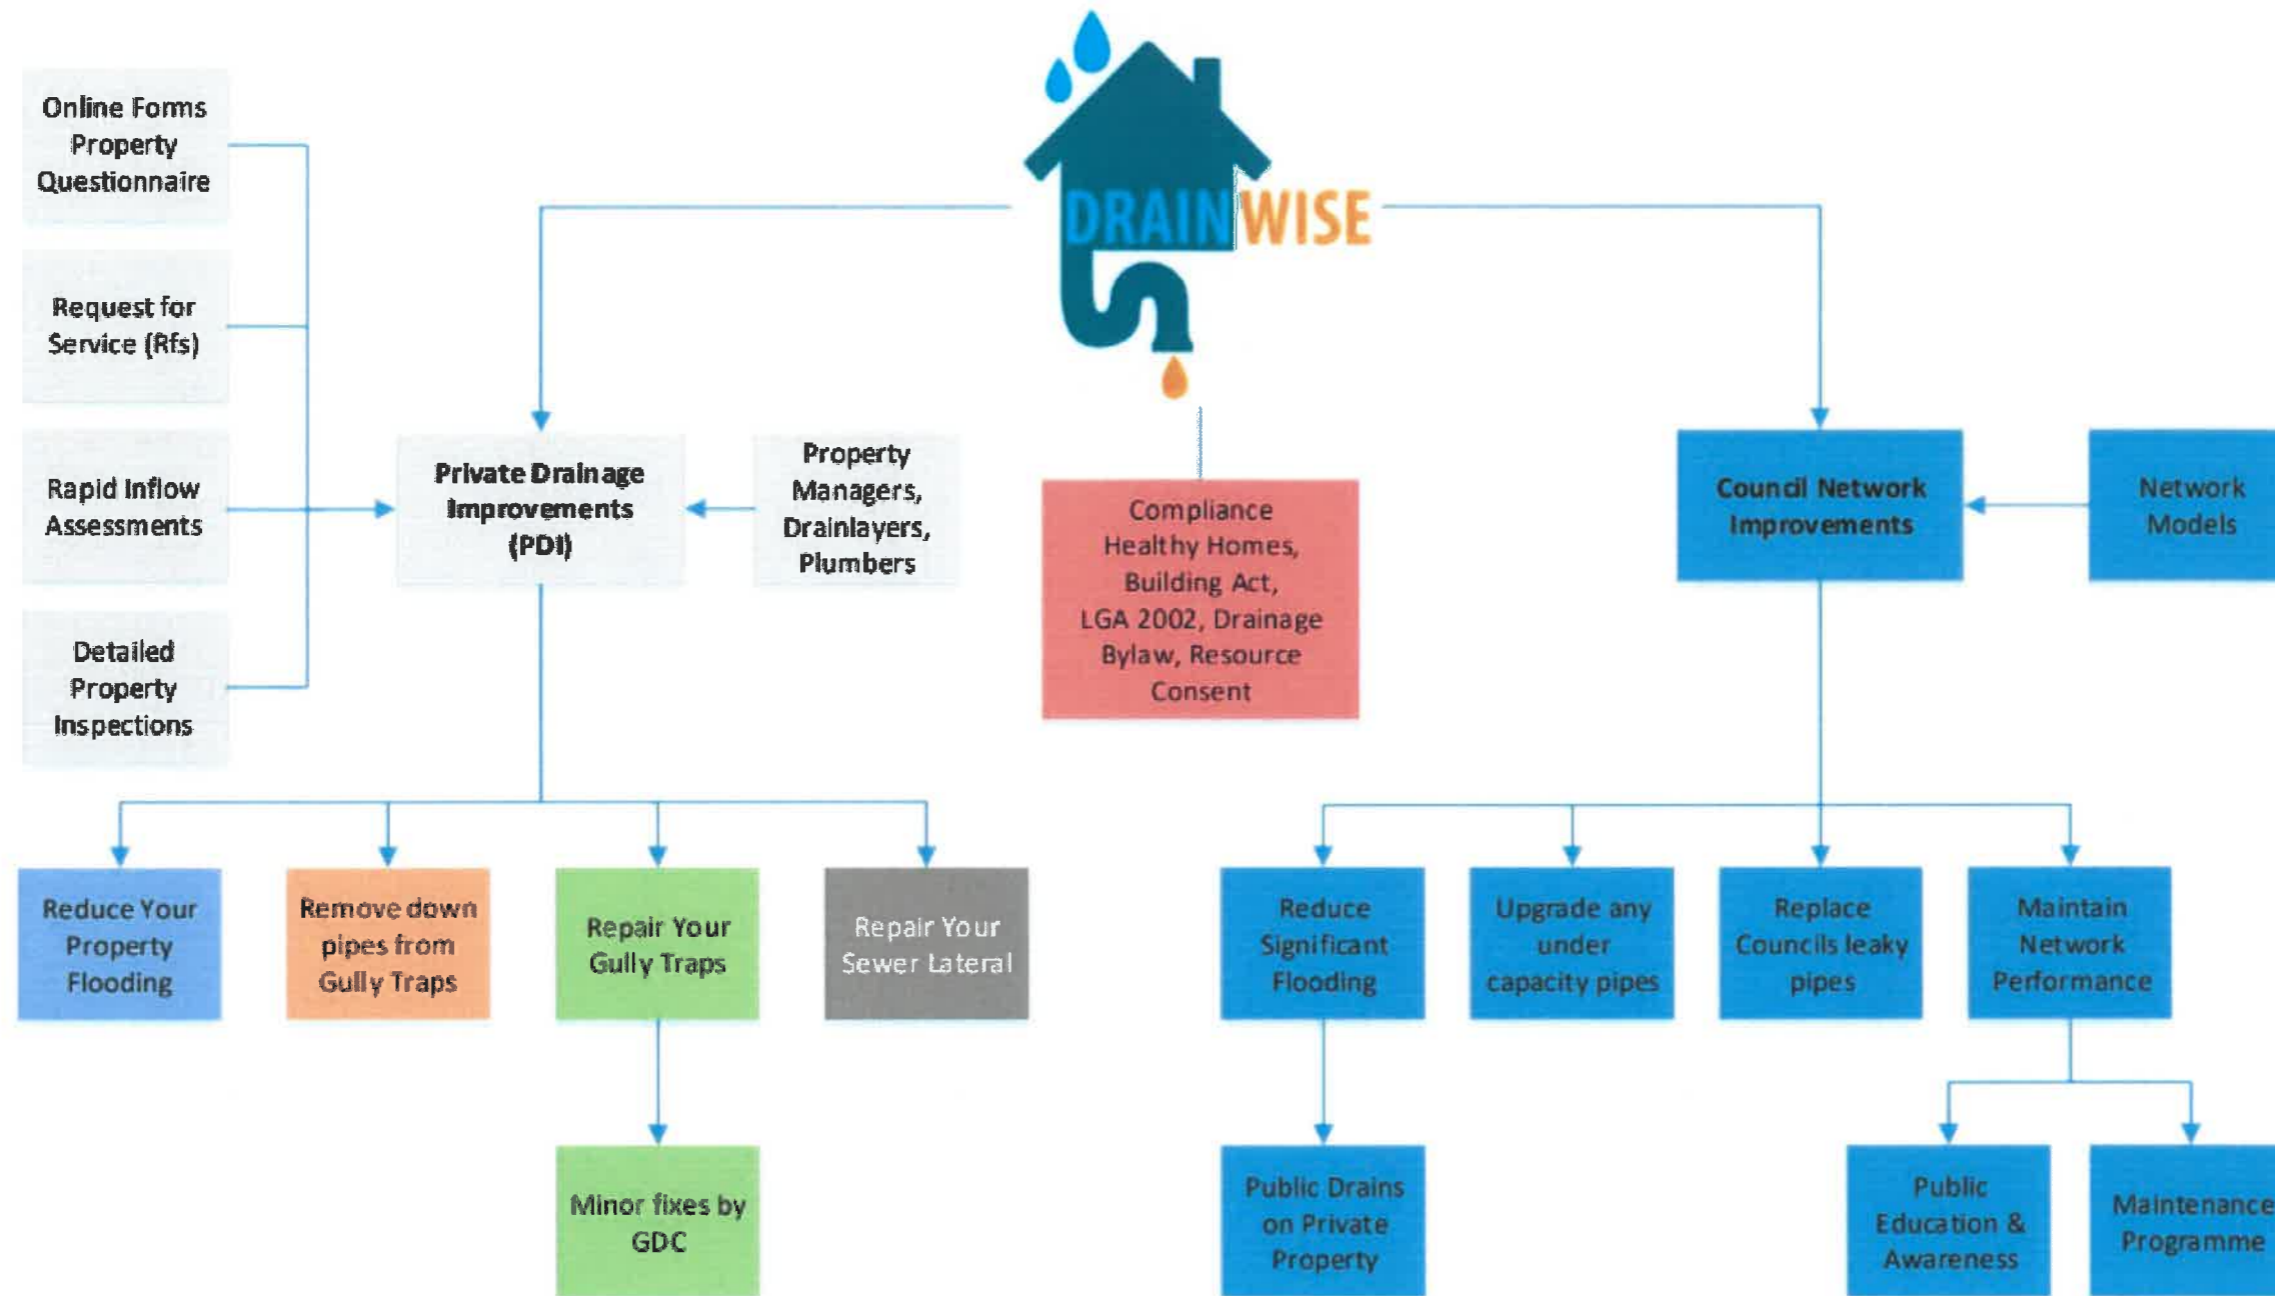 DRAINWISE
Online Forms
Property
Questionnaire
Request for
Service (Rfs)
Rapid Inflow
Assessments
Detailed
Property
Inspections
Private Drainage
Improvements
(PDI)
Property
Managers,
Drainlayers,
Plumbers
Compliance
Healthy Homes,
Building Act,
LGA 2002, Drainage
Bylaw, Resource
Consent
Council Network
Improvements
Network
Models
Reduce Your
Property
Flooding
Remove down
pipes from
Gully Traps
Repair Your
Gully Traps
Repair Your
Sewer Lateral
Minor fixes by
GDC
Reduce
Significant
Flooding
Upgrade any
under
capacity pipes
Replace
Councils leaky
pipes
Maintain
Network
Performance
Public Drains
on Private
Property
Public
Education &
Awareness
Maintenance
Programme